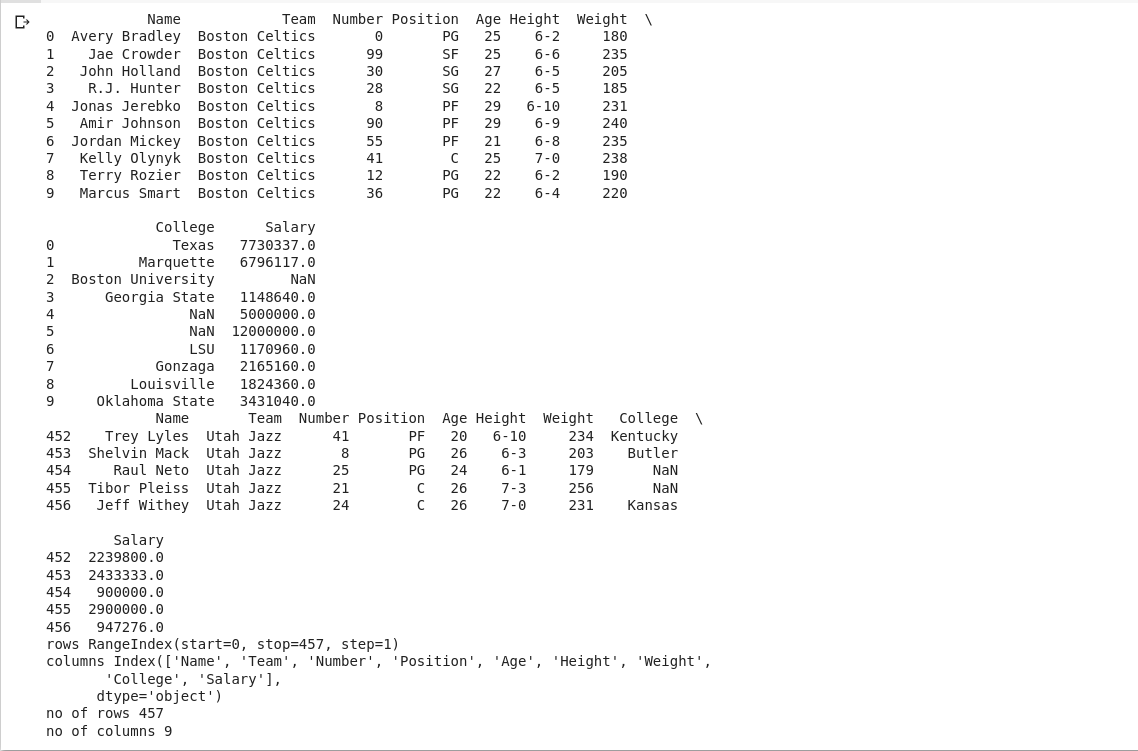 Name            Team  Number Position  Age Height  Weight  \
0  Avery Bradley  Boston Celtics       0       PG   25    6-2     180
1    Jae Crowder  Boston Celtics      99       SF   25    6-6     235
2   John Holland  Boston Celtics      30       SG   27    6-5     205
3    R.J. Hunter  Boston Celtics      28       SG   22    6-5     185
4  Jonas Jerebko  Boston Celtics       8       PF   29   6-10     231
5   Amir Johnson  Boston Celtics      90       PF   29    6-9     240
6  Jordan Mickey  Boston Celtics      55       PF   21    6-8     235
7   Kelly Olynyk  Boston Celtics      41        C   25    7-0     238
8   Terry Rozier  Boston Celtics      12       PG   22    6-2     190
9   Marcus Smart  Boston Celtics      36       PG   22    6-4     220

             College      Salary
0              Texas   7730337.0
1          Marquette   6796117.0
2  Boston University         NaN
3      Georgia State   1148640.0
4                NaN   5000000.0
5                NaN  12000000.0
6                LSU   1170960.0
7            Gonzaga   2165160.0
8         Louisville   1824360.0
9     Oklahoma State   3431040.0
             Name       Team  Number Position  Age Height  Weight   College  \
452    Trey Lyles  Utah Jazz      41       PF   20   6-10     234  Kentucky
453  Shelvin Mack  Utah Jazz       8       PG   26    6-3     203    Butler
454     Raul Neto  Utah Jazz      25       PG   24    6-1     179       NaN
455  Tibor Pleiss  Utah Jazz      21        C   26    7-3     256       NaN
456   Jeff Withey  Utah Jazz      24        C   26    7-0     231    Kansas

        Salary
452  2239800.0
453  2433333.0
454   900000.0
455  2900000.0
456   947276.0
rows RangeIndex(start=0, stop=457, step=1)
columns Index(['Name', 'Team', 'Number', 'Position', 'Age', 'Height', 'Weight',
       'College', 'Salary'],
      dtype='object')
no of rows 457
no of columns 9